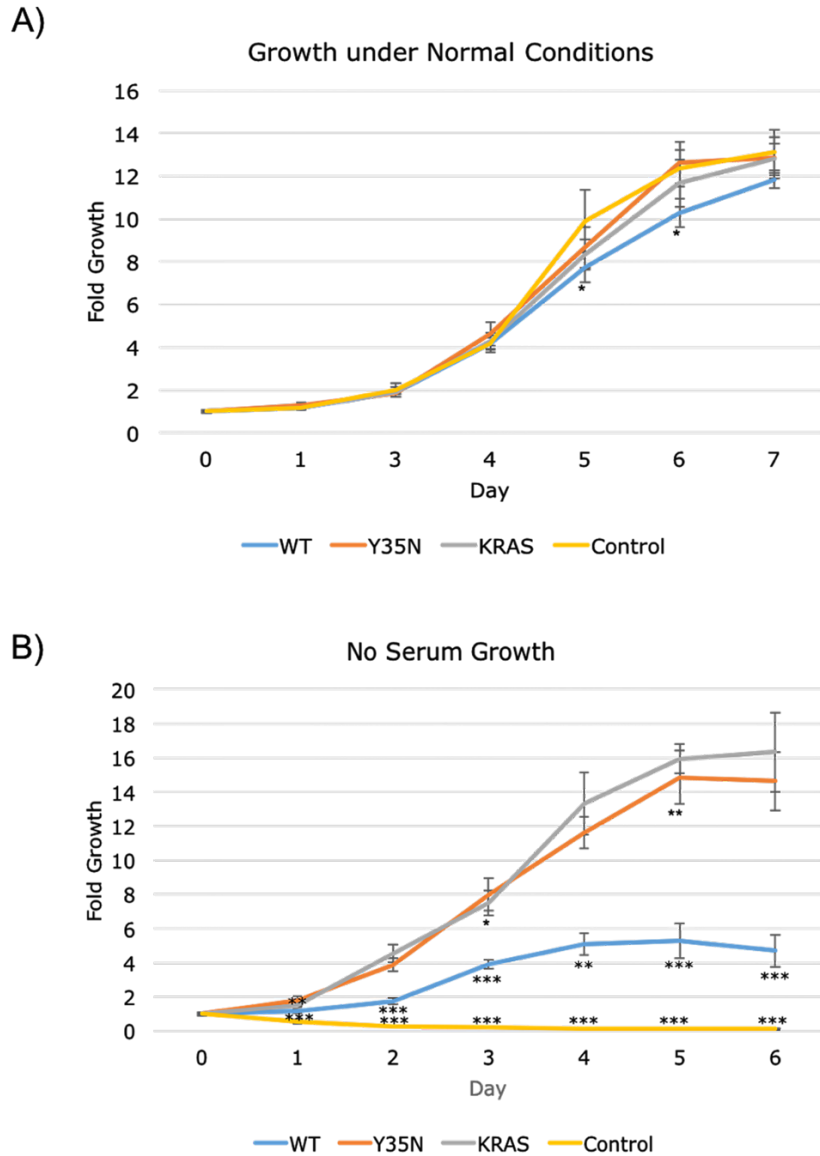 A)
Growth under Normal Conditions
16
14
12
10
8
6
4
2
0
Fold Growth
*
*
0 1 3 4 5 6 7
Day
WT Y35N KRAS Control
B)
No Serum Growth
20
18
16
14
12
10
8
6
4
2
0
Fold Growth
**
*
** *** *** ** *** ***
*** *** *** *** *** ***
0 1 2 3 4 5 6
Day
WT Y35N KRAS Control